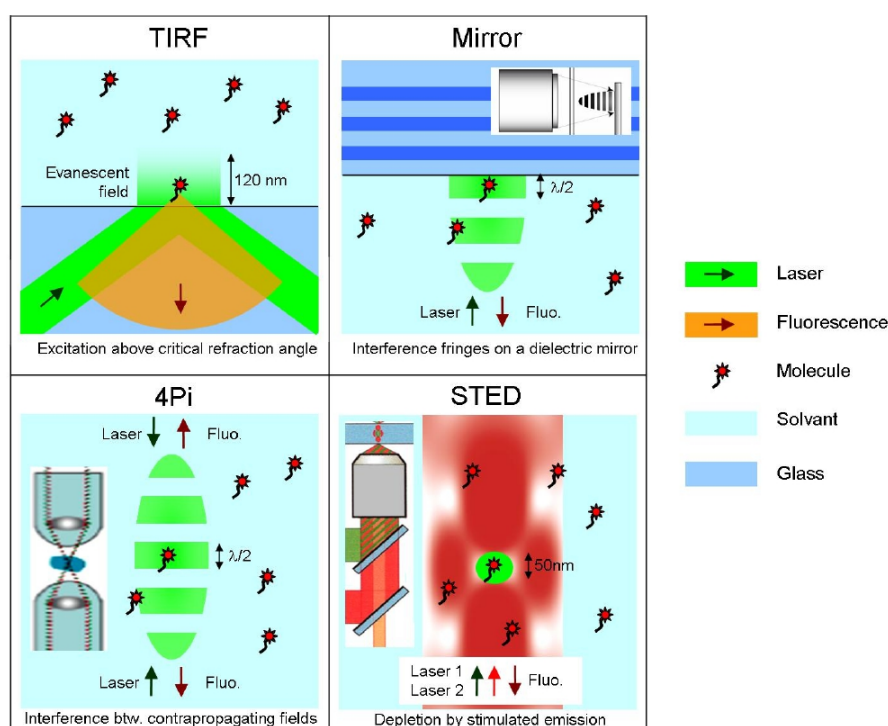 TIRF
Evanescent
field
120 nm
Excitation above critical refraction angle
Mirror
λ/2
Laser
Fluo.
Interference fringes on a dielectric mirror
4Pi
Laser
Fluo.
λ/2
Laser
Fluo.
Interference btw. contrapropagating fields
STED
50nm
Laser 1
Laser 2
Fluo.
Depletion by stimulated emission
Laser
Fluorescence
Molecule
Solvant
Glass